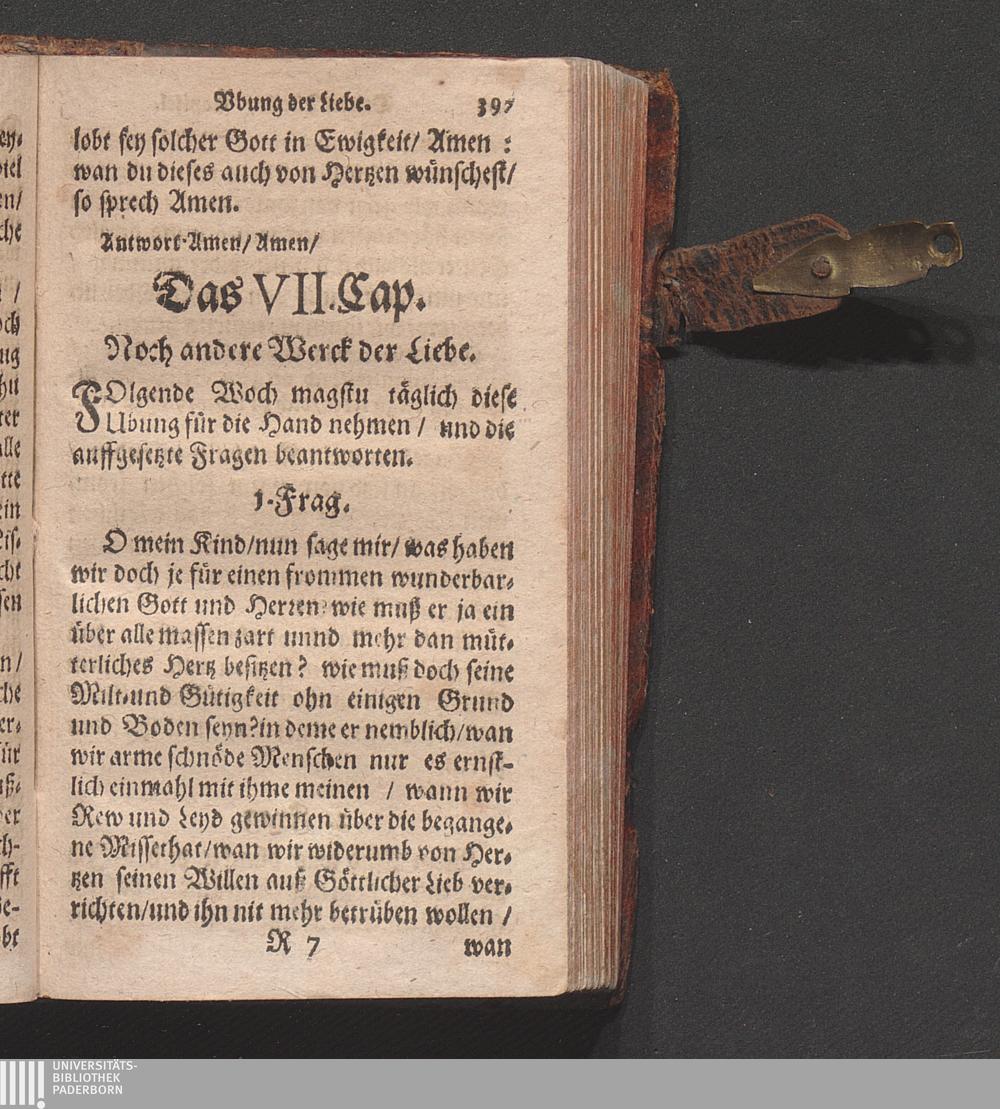 Vbung der Liebe. 397
lobt sey solcher Gott in Ewigkeit/ Amen :
wan du dieses auch von Hertzen wünschest/
so sprech Amen.
Antwort·Amen/ Amen/
Das VII. Cap.
Noch andere Werck der Liebe.
FOlgende Woch magstu täglich diese
Ubung für die Hand nehmen / und die
auffgesetzte Fragen beantworten.
1. Frag.
O mein Kind/nun sage mir/ was haben
wir doch je für einen frommen wunderbar-
lichen Gott und Herren? wie muß er ja ein
über alle massen zart unnd mehr dan müt-
terliches Hertz besitzen? wie muß doch seine
Milt-und Gütigkeit ohn einigen Grund
und Boden seyn? in deme er nemblich/wan
wir arme schnöde Menschen nur es ernst-
lich einmahl mit ihme meinen / wann wir
Rew und Leyd gewinnen über die begange-
ne Missethat/wan wir widerumb von Her-
tzen seinen Willen auß Göttlicher Lieb ver-
richten/und ihn nit mehr betrüben wollen /
R 7 wan
UNIVERSITÄTS-
BIBLIOTHEK
PADERBORN